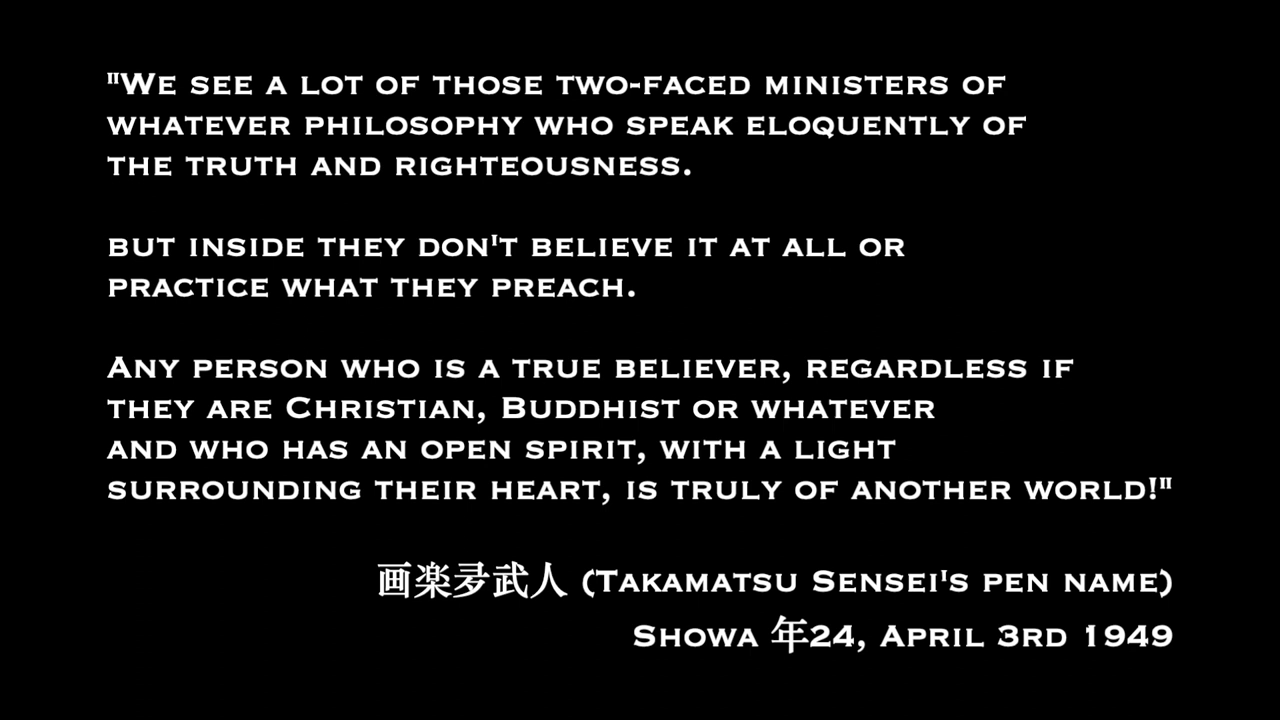 "We see a lot of those two-faced ministers of
whatever philosophy who speak eloquently of
the truth and righteousness.
but inside they don't believe it at all or
practice what they preach.
Any person who is a true believer, regardless if
they are Christian, Buddhist or whatever
and who has an open spirit, with a light
surrounding their heart, is truly of another world!"
画楽夛武人 (Takamatsu Sensei's pen name)
Showa 年24, April 3rd 1949